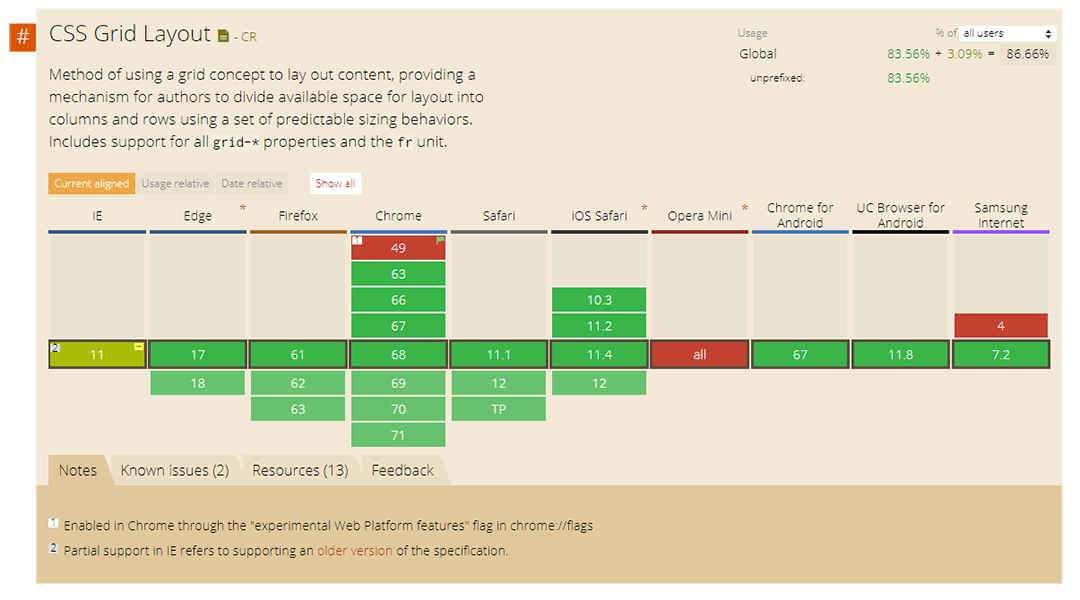 #
CSS Grid Layout - CR
Usage % of all users
Global 83.56% + 3.09% = 86.66%
unprefixed: 83.56%
Method of using a grid concept to lay out content, providing a
mechanism for authors to divide available space for layout into
columns and rows using a set of predictable sizing behaviors.
Includes support for all grid-* properties and the fr unit.
Current aligned Usage relative Date relative Show all
IE Edge * Firefox Chrome Safari iOS Safari * Opera Mini * Chrome for Android UC Browser for Android Samsung Internet
1 49
63
66 10.3
67 11.2 4
2 11 17 61 68 11.1 11.4 all 67 11.8 7.2
18 62 69 12 12
63 70 TP
71
Notes Known issues (2) Resources (13) Feedback
1 Enabled in Chrome through the "experimental Web Platform features" flag in chrome://flags
2 Partial support in IE refers to supporting an older version of the specification.